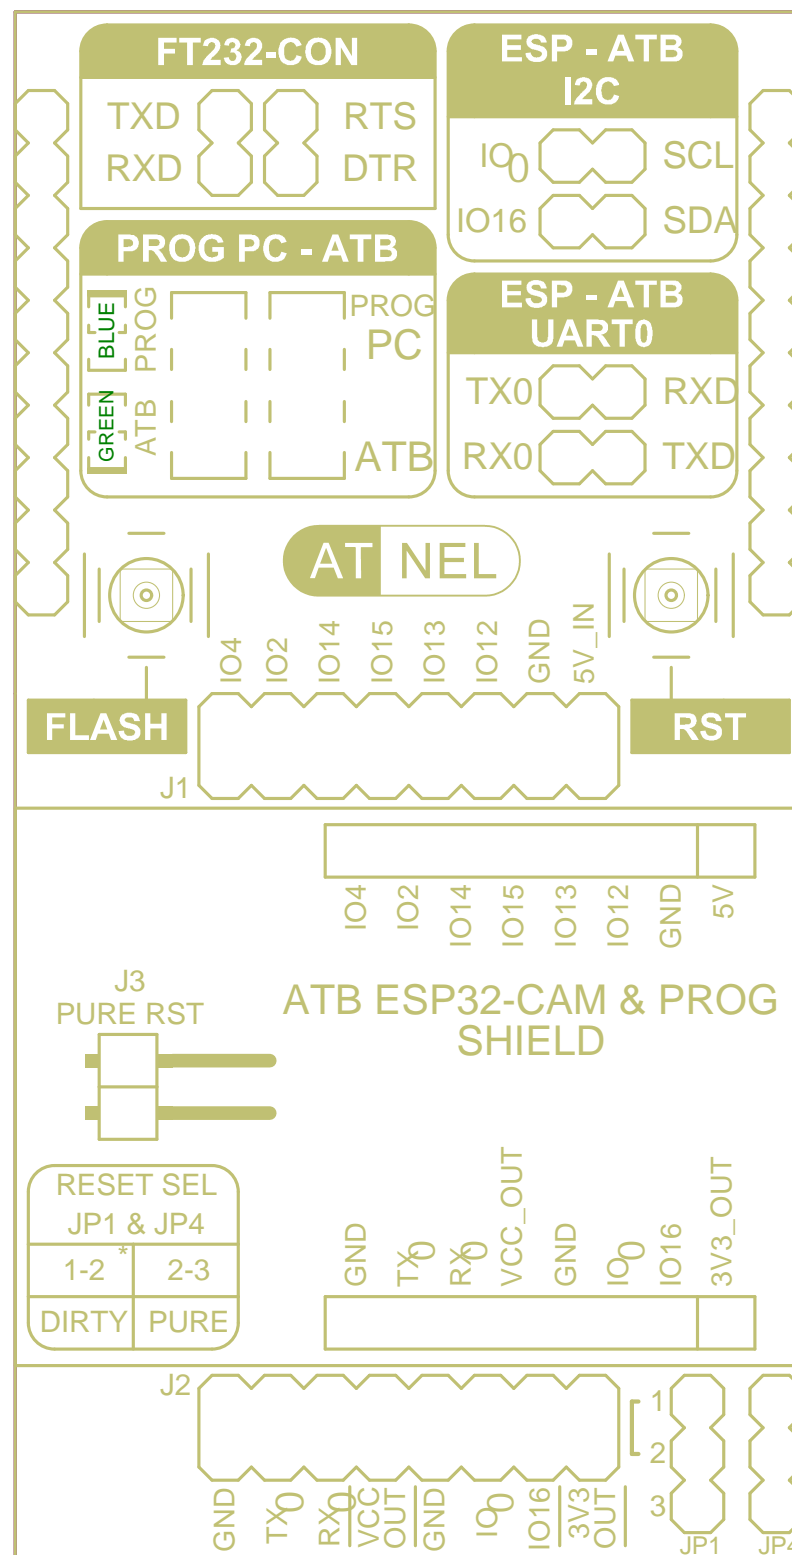 FT232-CON
TXD RTS
RXD DTR
ESP - ATB
I2C
IO0 SCL
IO16 SDA
PROG PC - ATB
BLUE PROG
GREEN ATB
PROG
PC
ATB
ESP - ATB
UART0
TX0 RXD
RX0 TXD
AT NEL
IO4 IO2 IO14 IO15 IO13 IO12 GND 5V_IN
FLASH
RST
J1
IO4 IO2 IO14 IO15 IO13 IO12 GND 5V
J3
PURE RST
ATB ESP32-CAM & PROG
SHIELD
RESET SEL
JP1 & JP4
1-2* 2-3
DIRTY PURE
GND TX0 RX0 VCC_OUT GND IO0 IO16 3V3_OUT
J2
1
2
3
GND TX0 RX0 VCC OUT GND IO0 IO16 3V3 OUT
JP1 JP4